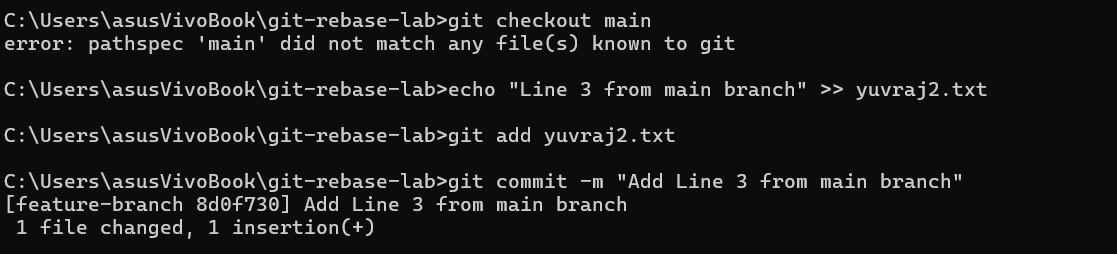 C:\Users\asusVivoBook\git-rebase-lab>git checkout main
error: pathspec 'main' did not match any file(s) known to git
C:\Users\asusVivoBook\git-rebase-lab>echo "Line 3 from main branch" >> yuvraj2.txt
C:\Users\asusVivoBook\git-rebase-lab>git add yuvraj2.txt
C:\Users\asusVivoBook\git-rebase-lab>git commit -m "Add Line 3 from main branch"
[feature-branch 8d0f730] Add Line 3 from main branch
 1 file changed, 1 insertion(+)